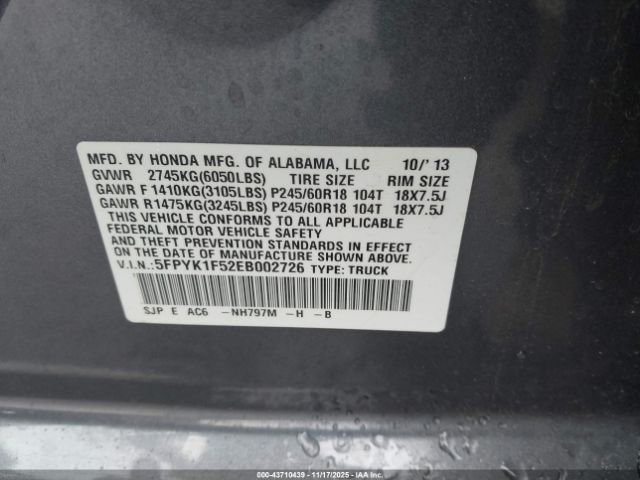 MFD. BY HONDA MFG. OF ALABAMA, LLC 10/'13
GVWR 2745KG(6050LBS) TIRE SIZE RIM SIZE
GAWR F 1410KG(3105LBS) P245/60R18 104T 18X7.5J
GAWR R1475KG(3245LBS) P245/60R18 104T 18X7.5J
THIS VEHICLE CONFORMS TO ALL APPLICABLE
FEDERAL MOTOR VEHICLE SAFETY
AND THEFT PREVENTION STANDARDS IN EFFECT
ON THE DATE OF MANUFACTURE SHOWN ABOVE.
V.I.N.:5FPYK1F52EB002726 TYPE: TRUCK
SJP E AC6 -NH797M -H -B
000-43710439 - 11/17/2025 - IAAI.COM